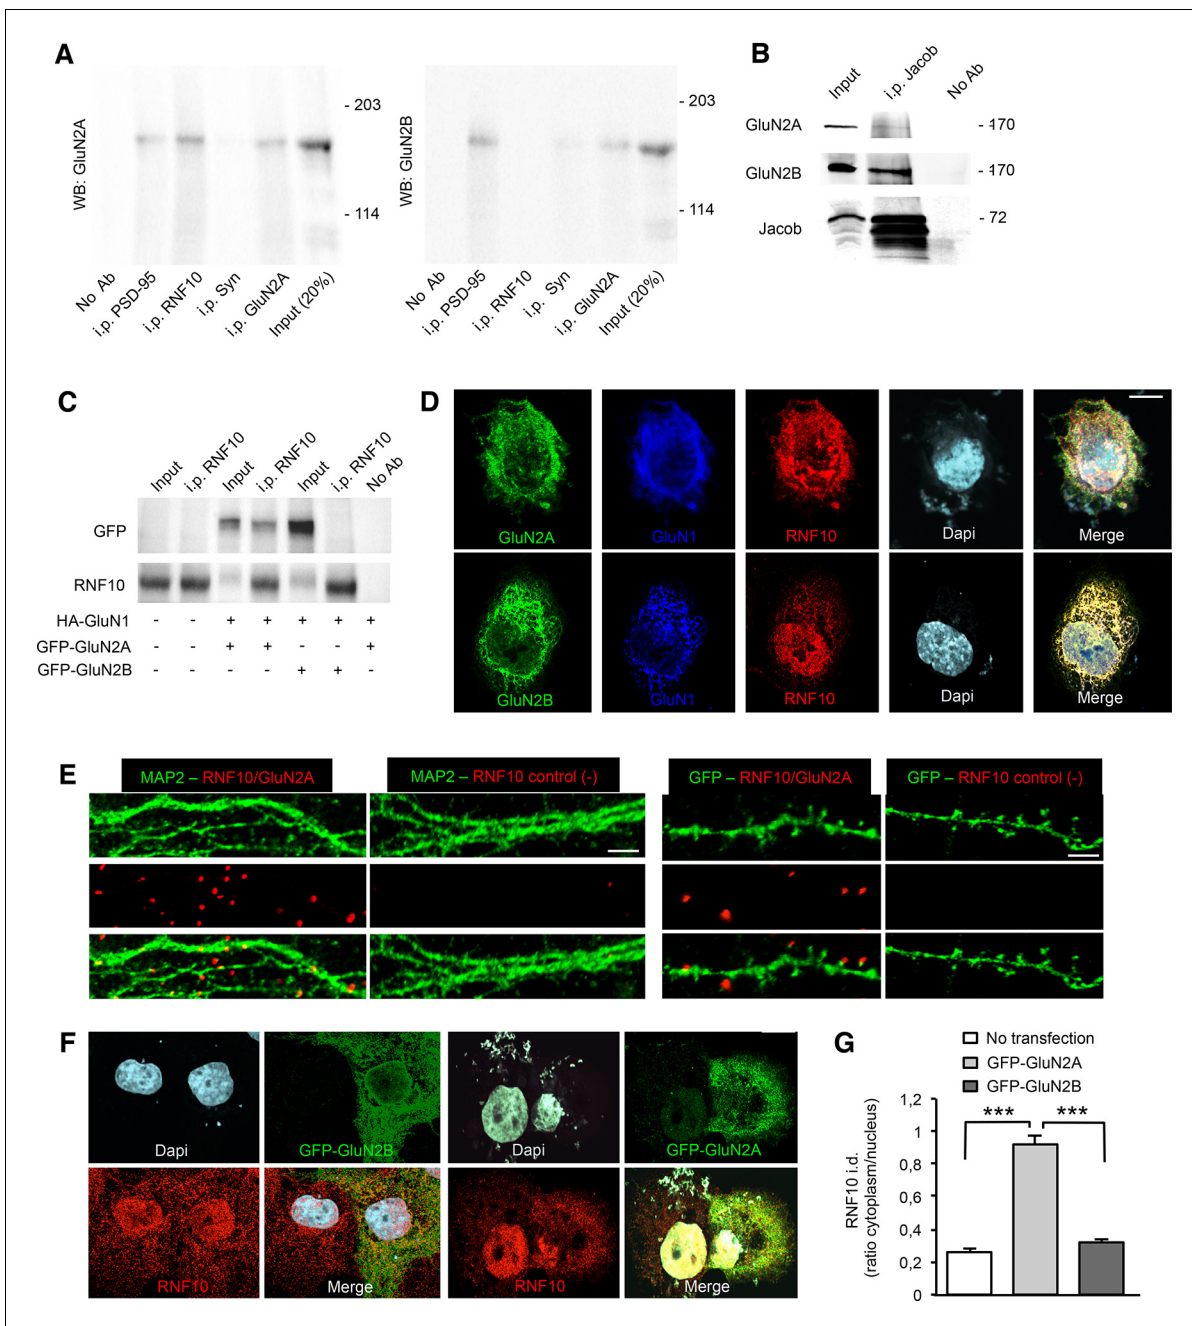 A
WB: GluN2A
- 203
- 114
No Ab
i.p. PSD-95
i.p. RNF10
i.p. Syn
i.p. GluN2A
Input (20%)
WB: GluN2B
- 203
- 114
No Ab
i.p. PSD-95
i.p. RNF10
i.p. Syn
i.p. GluN2A
Input (20%)
B
Input
i.p. Jacob
No Ab
GluN2A
- 170
GluN2B
- 170
Jacob
- 72
C
Input
i.p. RNF10
Input
i.p. RNF10
Input
i.p. RNF10
No Ab
GFP
RNF10
HA-GluN1 - - + + + + +
GFP-GluN2A - - + + - - +
GFP-GluN2B - - - - + + -
D
GluN2A
GluN1
RNF10
Dapi
Merge
GluN2B
GluN1
RNF10
Dapi
Merge
E
MAP2 – RNF10/GluN2A
MAP2 – RNF10 control (-)
GFP – RNF10/GluN2A
GFP – RNF10 control (-)
F
Dapi
GFP-GluN2B
Dapi
GFP-GluN2A
RNF10
Merge
RNF10
Merge
G
No transfection
GFP-GluN2A
GFP-GluN2B
RNF10 i.d.
(ratio cytoplasm/nucleus)
1,2
1
0,8
0,6
0,4
0,2
0
*** ***